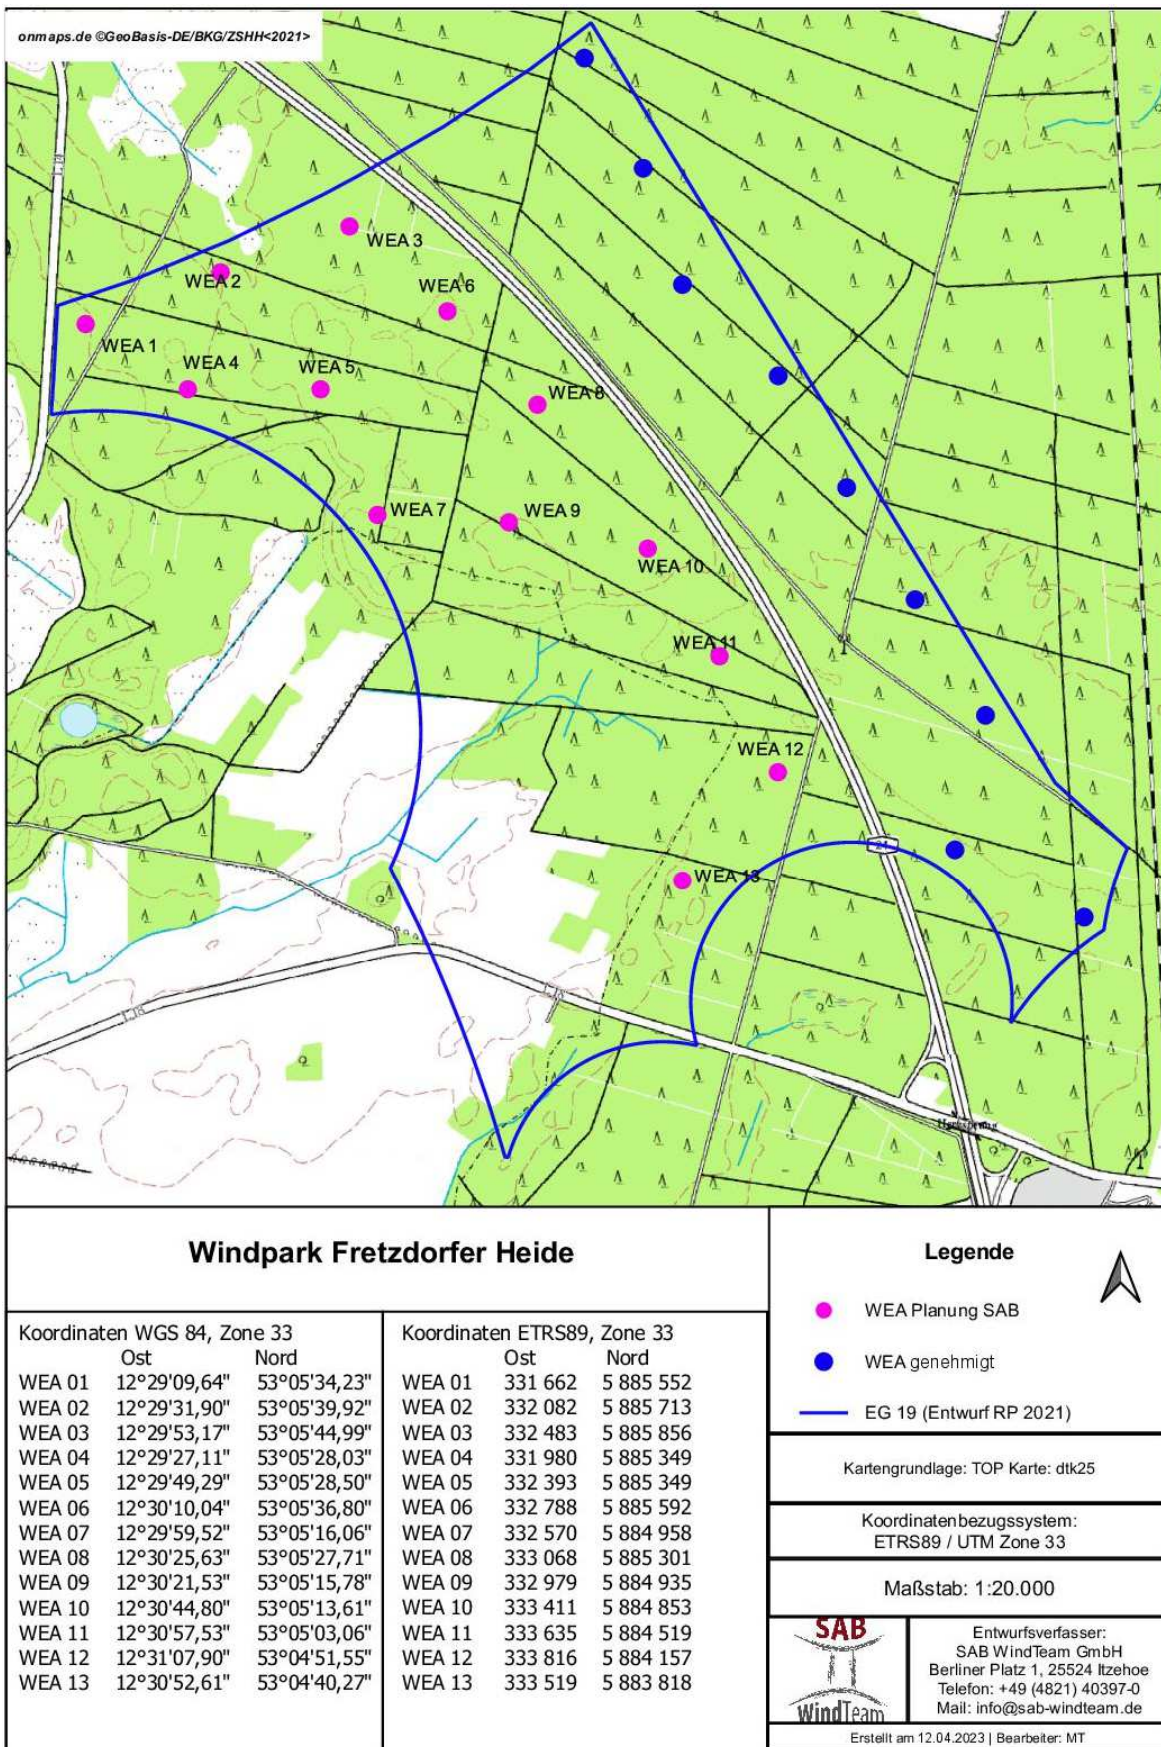 onmaps.de ©GeoBasis-DE/BKG/ZSHH<2021>
WEA 3
WEA 2
WEA 6
WEA 1
WEA 4
WEA 5
WEA 8
WEA 7
WEA 9
WEA 10
WEA 11
WEA 12
24
WEA 13
L 18
L 18
Windpark Fretzdorfer Heide
Koordinaten WGS 84, Zone 33
Ost Nord
WEA 01 12°29'09,64" 53°05'34,23"
WEA 02 12°29'31,90" 53°05'39,92"
WEA 03 12°29'53,17" 53°05'44,99"
WEA 04 12°29'27,11" 53°05'28,03"
WEA 05 12°29'49,29" 53°05'28,50"
WEA 06 12°30'10,04" 53°05'36,80"
WEA 07 12°29'59,52" 53°05'16,06"
WEA 08 12°30'25,63" 53°05'27,71"
WEA 09 12°30'21,53" 53°05'15,78"
WEA 10 12°30'44,80" 53°05'13,61"
WEA 11 12°30'57,53" 53°05'03,06"
WEA 12 12°31'07,90" 53°04'51,55"
WEA 13 12°30'52,61" 53°04'40,27"
Koordinaten ETRS89, Zone 33
Ost Nord
WEA 01 331 662 5 885 552
WEA 02 332 082 5 885 713
WEA 03 332 483 5 885 856
WEA 04 331 980 5 885 349
WEA 05 332 393 5 885 349
WEA 06 332 788 5 885 592
WEA 07 332 570 5 884 958
WEA 08 333 068 5 885 301
WEA 09 332 979 5 884 935
WEA 10 333 411 5 884 853
WEA 11 333 635 5 884 519
WEA 12 333 816 5 884 157
WEA 13 333 519 5 883 818
Legende
WEA Planung SAB
WEA genehmigt
EG 19 (Entwurf RP 2021)
Kartengrundlage: TOP Karte: dtk25
Koordinatenbezugssystem:
ETRS89 / UTM Zone 33
Maßstab: 1:20.000
SAB
WindTeam
Entwurfsverfasser:
SAB WindTeam GmbH
Berliner Platz 1, 25524 Itzehoe
Telefon: +49 (4821) 40397-0
Mail: info@sab-windteam.de
Erstellt am 12.04.2023 | Bearbeiter: MT